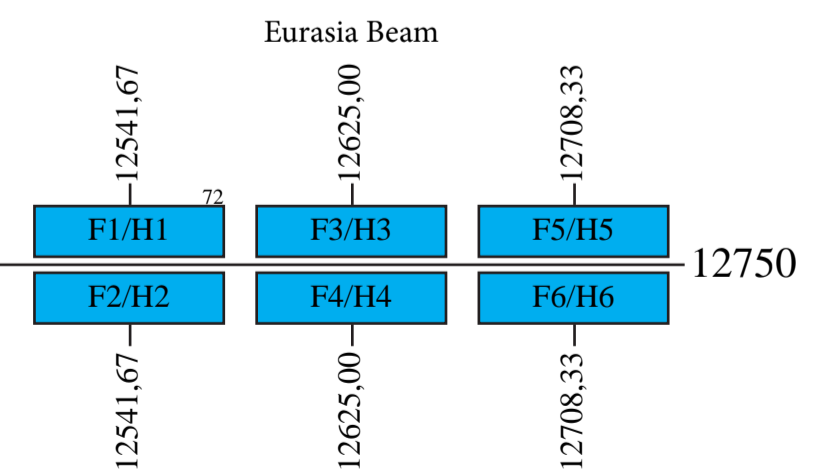 Eurasia Beam
12541,67
12625,00
12708,33
72
F1/H1
F3/H3
F5/H5
12750
F2/H2
F4/H4
F6/H6
12541,67
12625,00
12708,33